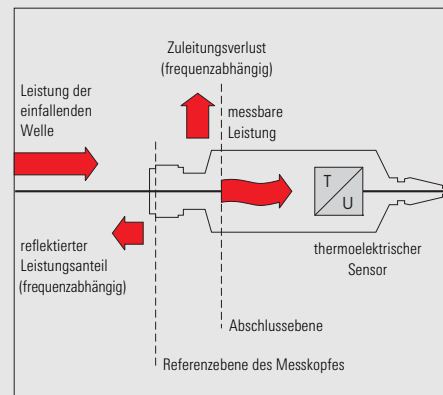 Zuleitungsverlust
(frequenzabhängig)
Leistung der
einfallenden
Welle
messbare
Leistung
T
U
reflektierter
Leistungsanteil
(frequenzabhängig)
thermoelektrischer
Sensor
Abschlussebene
Referenzebene des Messkopfes